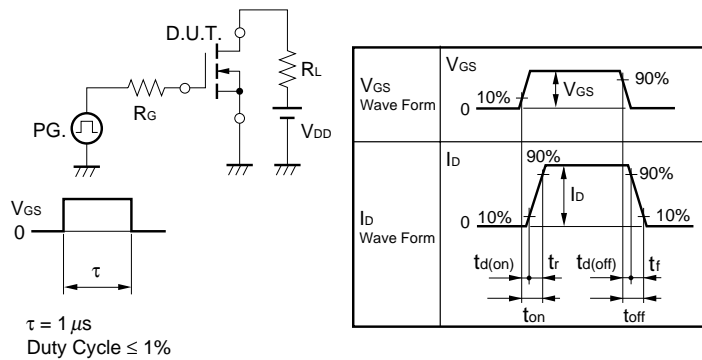 D.U.T.
RL
RG
PG.
VDD
VGS
0
τ
τ = 1 μs
Duty Cycle ≤ 1%
VGS
Wave Form
VGS
10%
0
VGS
90%
ID
Wave Form
ID
90%
90%
0
10%
ID
10%
td(on)
tr
td(off)
tf
ton
toff